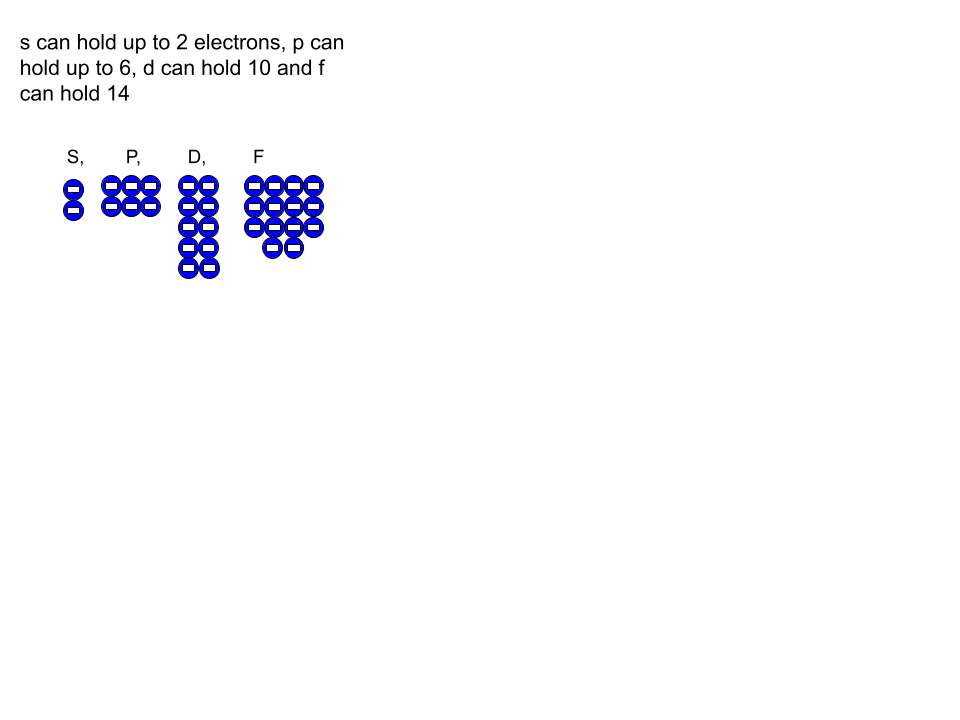 s can hold up to 2 electrons, p can
hold up to 6, d can hold 10 and f
can hold 14
S, P, D, F